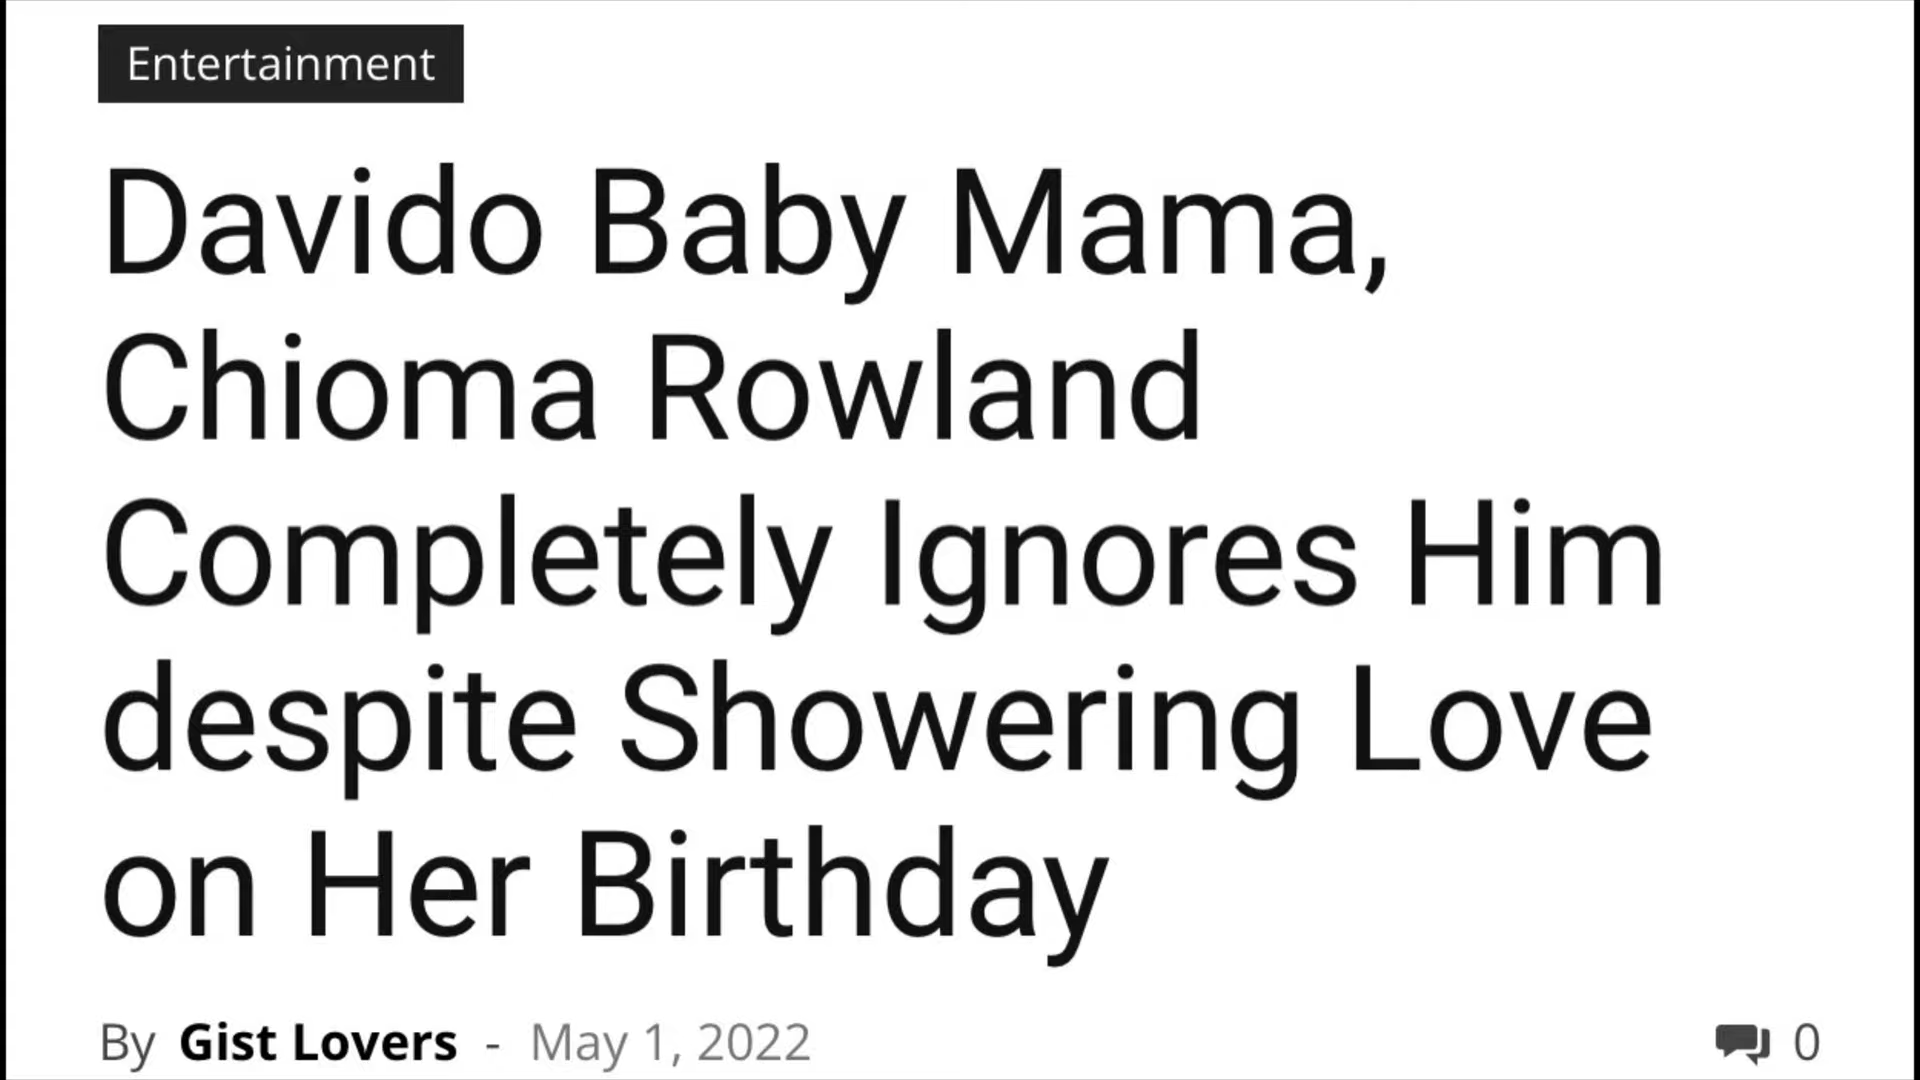 Entertainment
Davido Baby Mama,
Chioma Rowland
Completely Ignores Him
despite Showering Love
on Her Birthday
By Gist Lovers - May 1, 2022 0